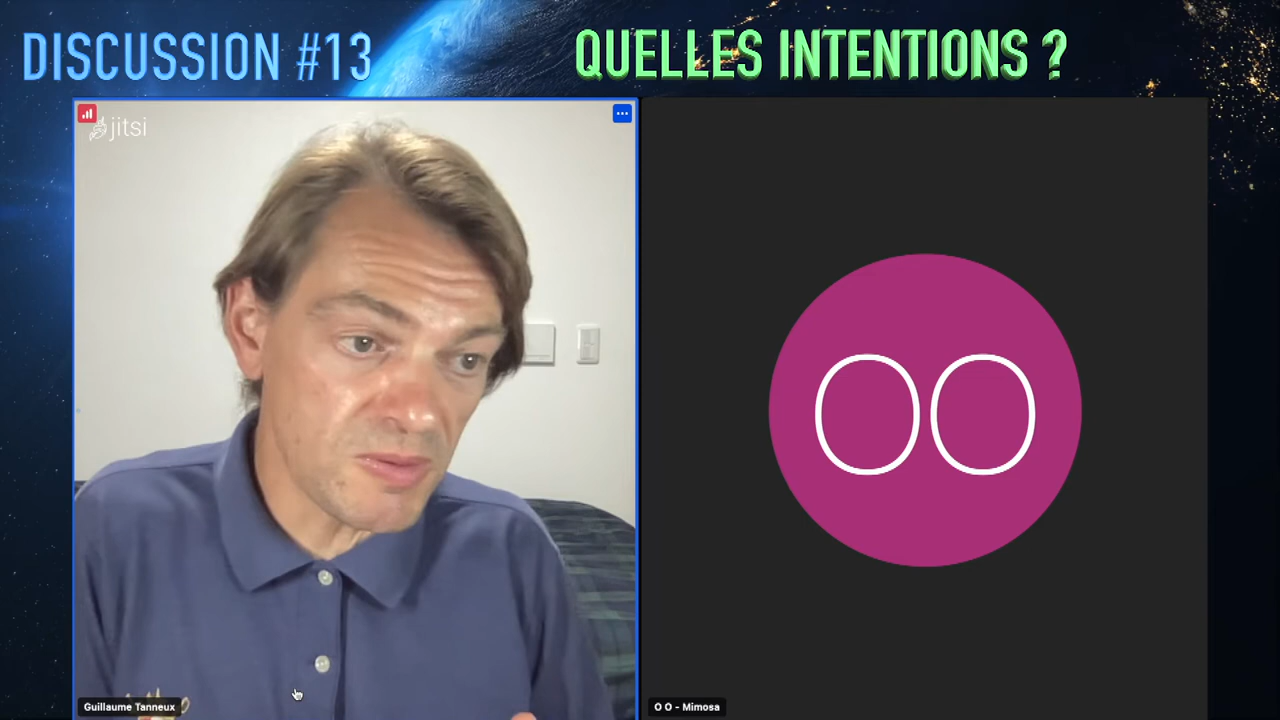 DISCUSSION #13
QUELLES INTENTIONS ?
jitsi
OO
Guillaume Tanneux
O O - Mimosa